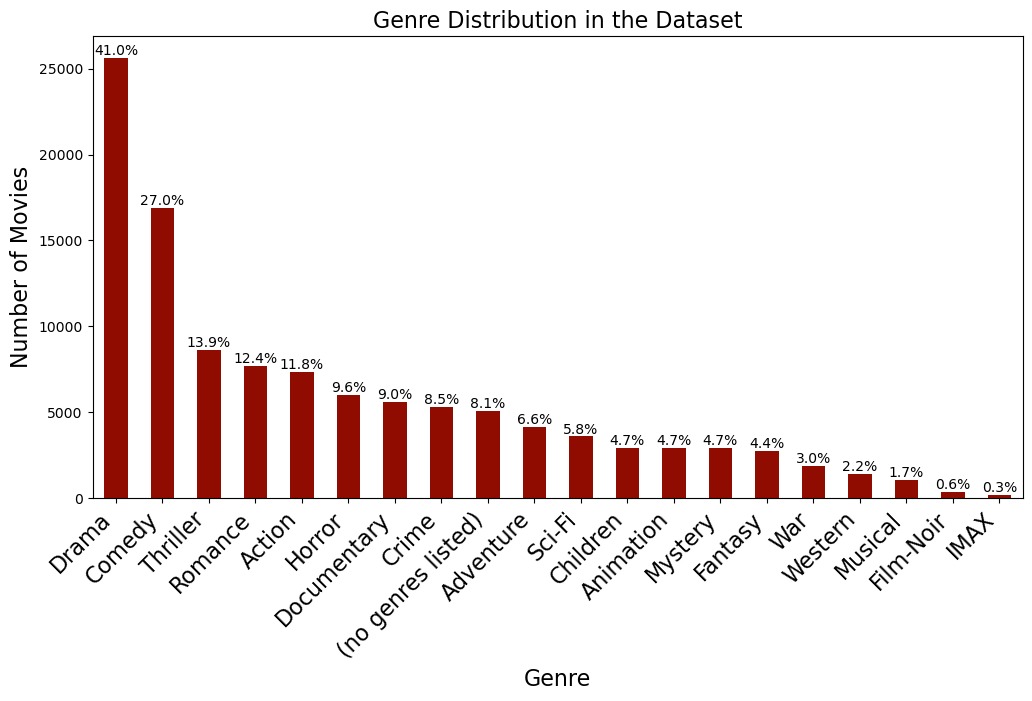 Genre Distribution in the Dataset
Number of Movies
25000
20000
15000
10000
5000
0
41.0%
27.0%
13.9%
12.4%
11.8%
9.6%
9.0%
8.5%
8.1%
6.6%
5.8%
4.7%
4.7%
4.7%
4.4%
3.0%
2.2%
1.7%
0.6%
0.3%
Drama
Comedy
Thriller
Romance
Action
Horror
Documentary
Crime
(no genres listed)
Adventure
Sci-Fi
Children
Animation
Mystery
Fantasy
War
Western
Musical
Film-Noir
IMAX
Genre